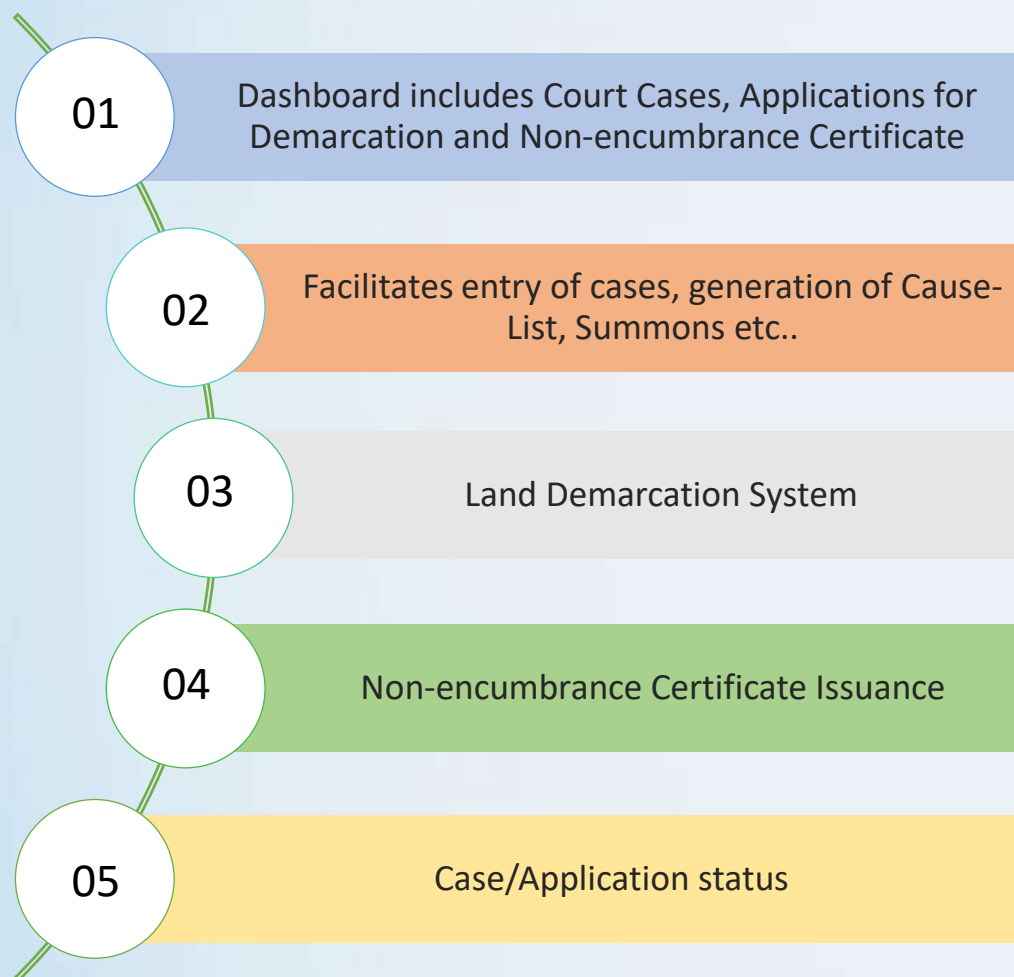 01
Dashboard includes Court Cases, Applications for
Demarcation and Non-encumbrance Certificate
02
Facilitates entry of cases, generation of Cause-
List, Summons etc..
03
Land Demarcation System
04
Non-encumbrance Certificate Issuance
05
Case/Application status